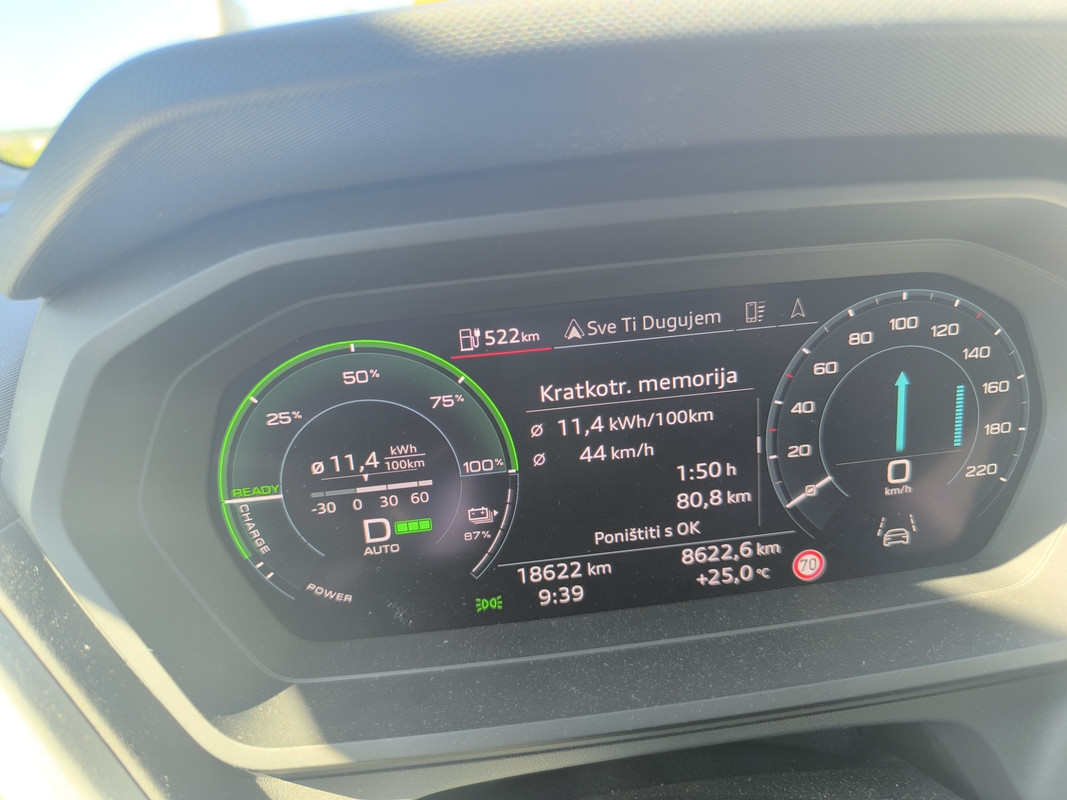 522 km
Sve Ti Dugujem
25%
50%
75%
100%
READY
CHARGE
POWER
ø 11,4 kWh/100km
-30 0 30 60
D
AUTO
87%
Kratkotr. memorija
ø 11,4 kWh/100km
ø 44 km/h
1:50 h
80,8 km
Poništiti s OK
18622 km
8622,6 km
9:39
+25,0 °C
70
0
20
40
60
80
100
120
140
160
180
220
0
km/h